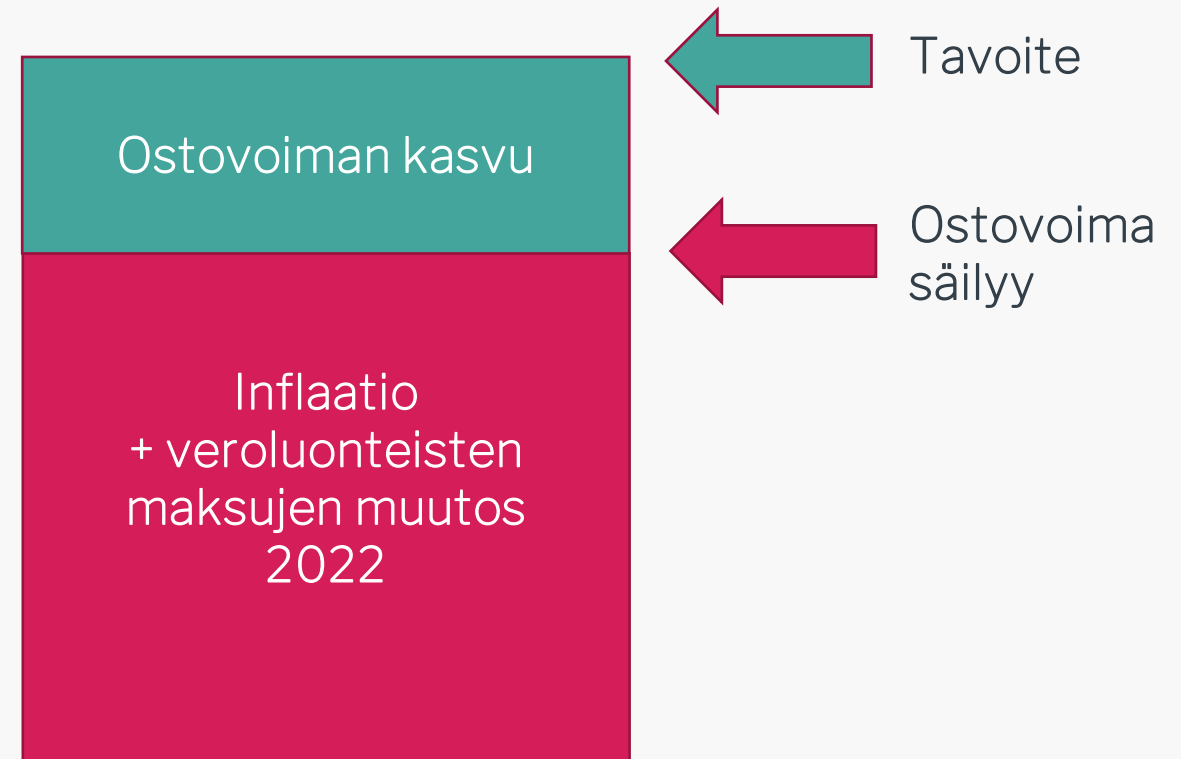 Tavoite
Ostovoiman kasvu
Ostovoima
säilyy
Inflaatio
+ veroluonteisten
maksujen muutos
2022